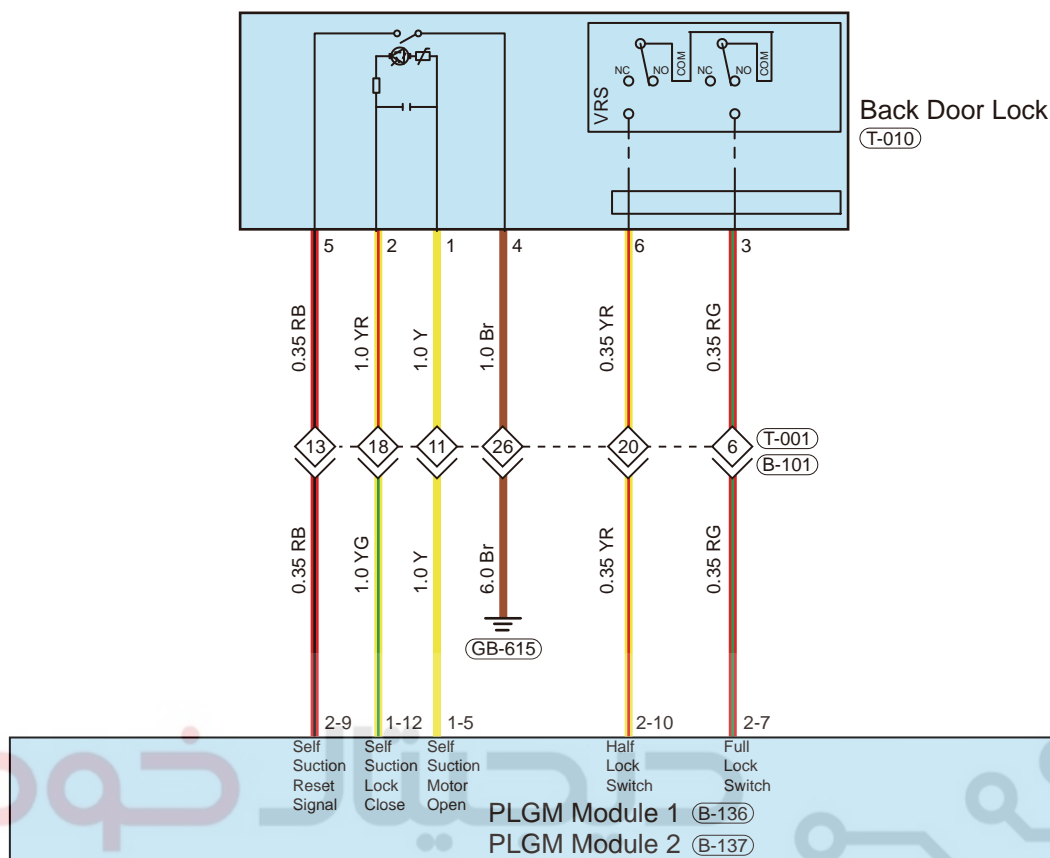 NC NO COM NC NO COM
VRS
Back Door Lock
T-010
5 2 1 4 6 3
0.35 RB 1.0 YR 1.0 Y 1.0 Br 0.35 YR 0.35 RG
13 18 11 26 20 6 T-001
B-101
0.35 RB 1.0 YG 1.0 Y 6.0 Br 0.35 YR 0.35 RG
GB-615
2-9 1-12 1-5 2-10 2-7
Self Self Self Half Full
Suction Suction Suction Lock Lock
Reset Lock Motor Switch Switch
Signal Close Open
PLGM Module 1 B-136
PLGM Module 2 B-137
دیجیتال خودرو